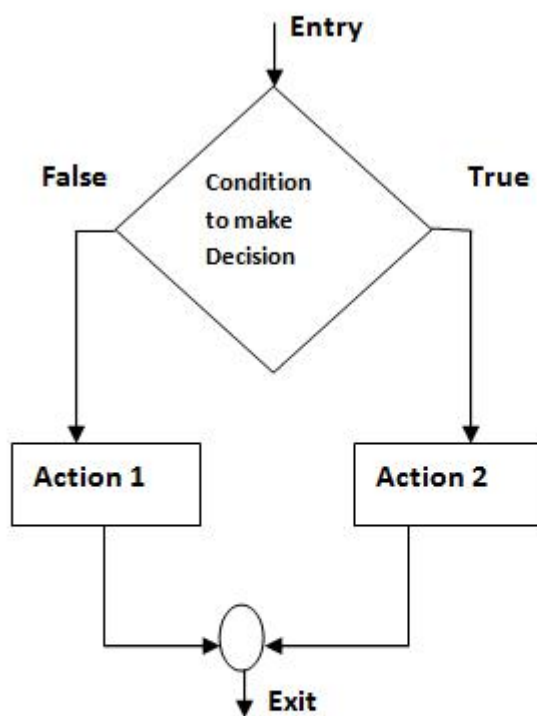 Entry
False
True
Condition
to make
Decision
Action 1
Action 2
Exit